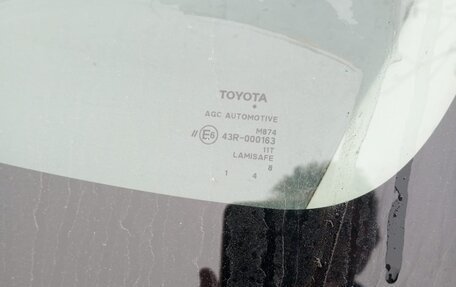 TOYOTA
AGC AUTOMOTIVE
M874
// E6 43R-000163
11T
LAMISAFE
8
1 4